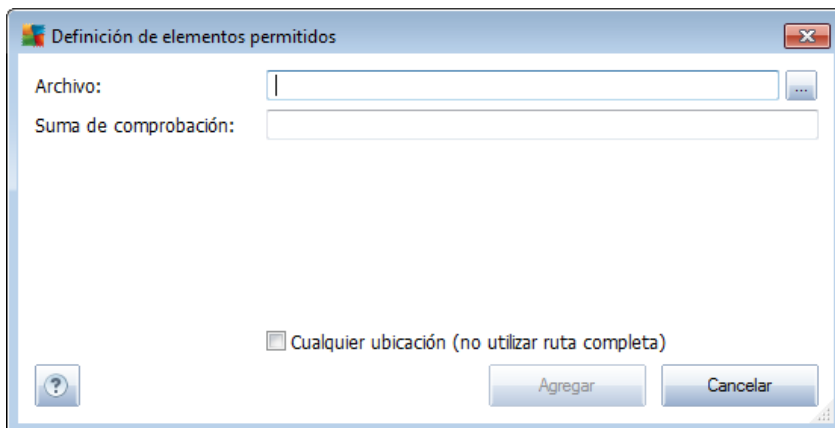 Definición de elementos permitidos
Archivo:
...
Suma de comprobación:
Cualquier ubicación (no utilizar ruta completa)
?
Agregar
Cancelar